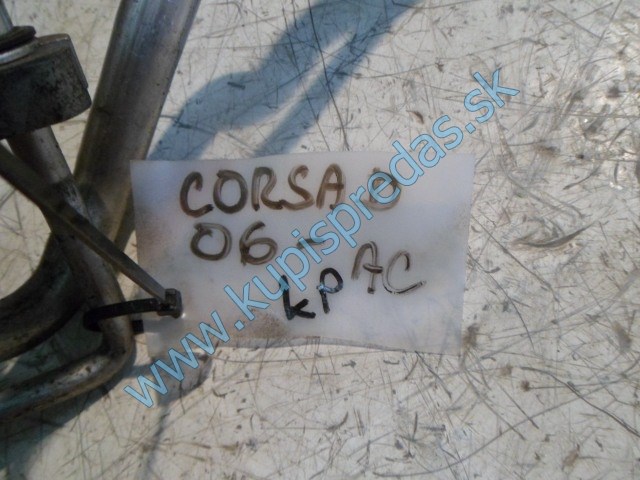 CORSA D
06-
AC
KP
www.kupispredas.sk